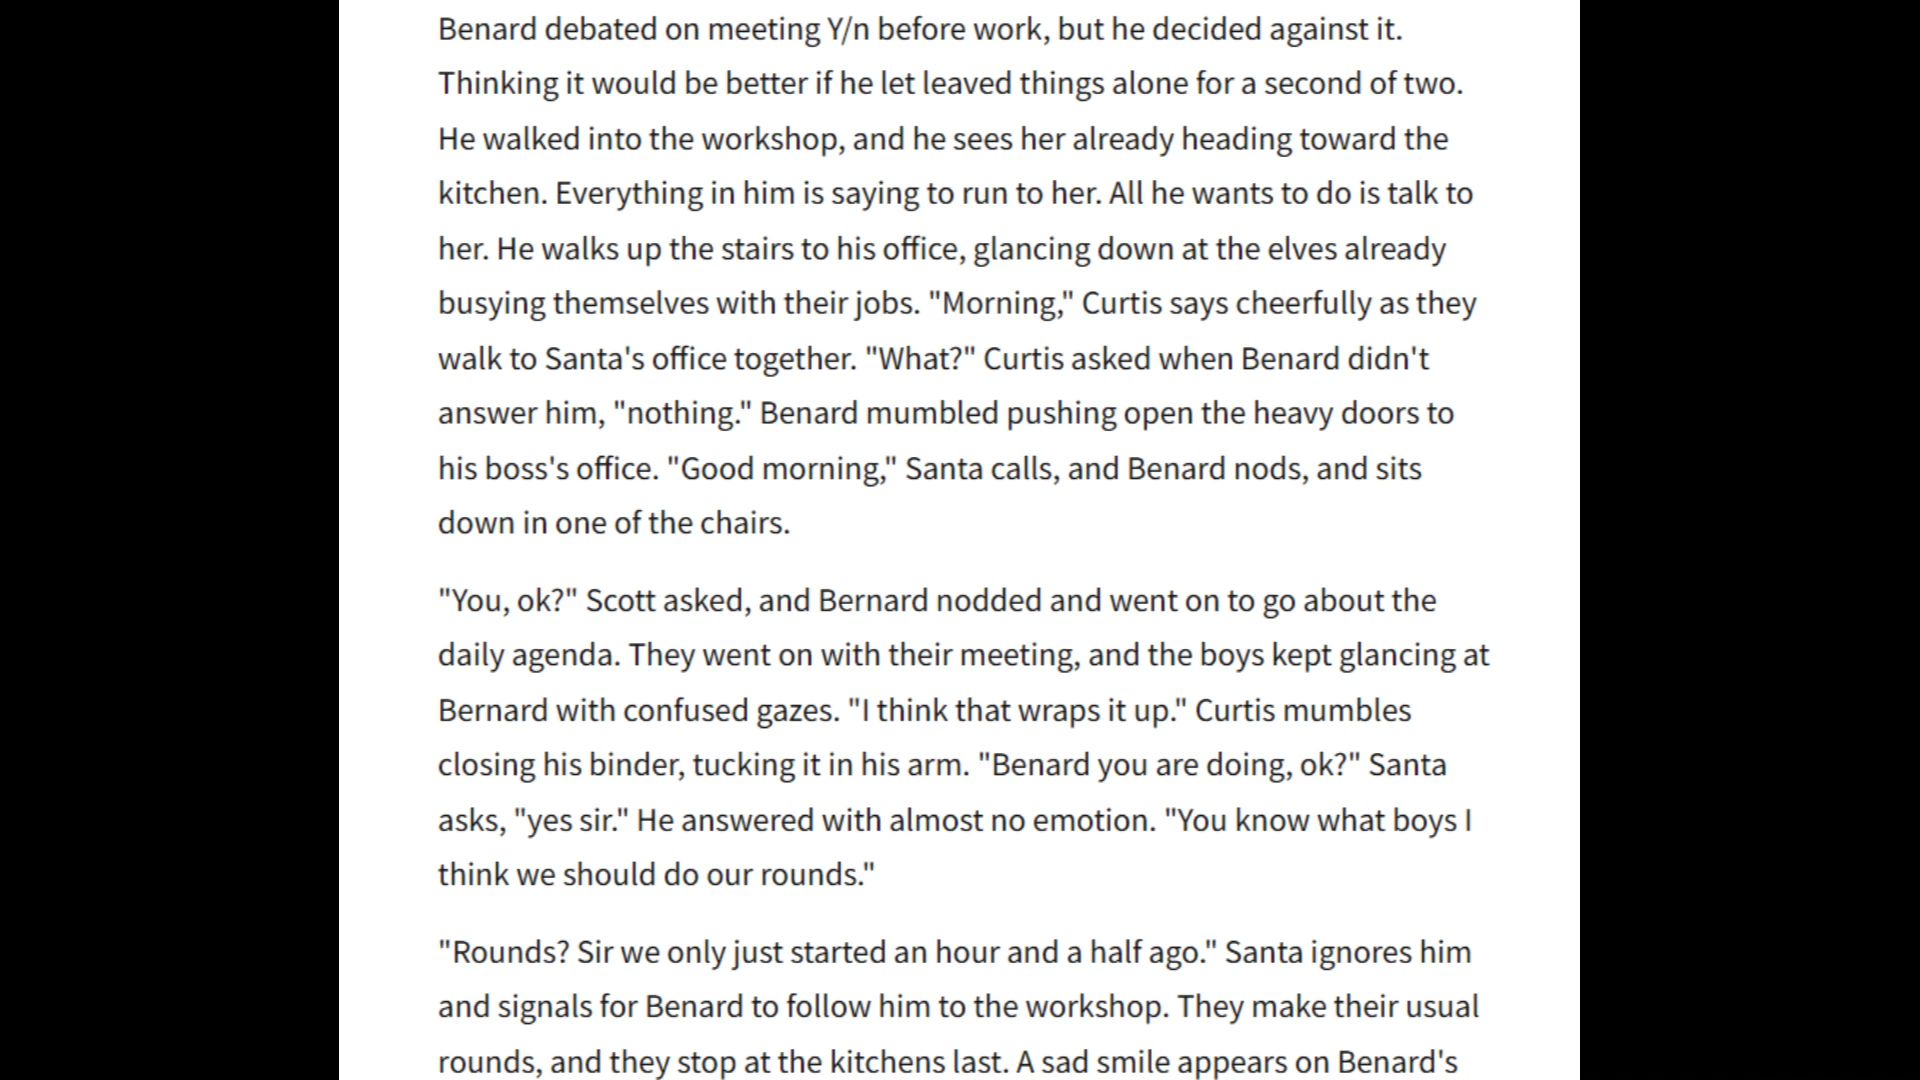 Benard debated on meeting Y/n before work, but he decided against it.
Thinking it would be better if he let leaved things alone for a second of two.
He walked into the workshop, and he sees her already heading toward the
kitchen. Everything in him is saying to run to her. All he wants to do is talk to
her. He walks up the stairs to his office, glancing down at the elves already
busying themselves with their jobs. "Morning," Curtis says cheerfully as they
walk to Santa's office together. "What?" Curtis asked when Benard didn't
answer him, "nothing." Benard mumbled pushing open the heavy doors to
his boss's office. "Good morning," Santa calls, and Benard nods, and sits
down in one of the chairs.
"You, ok?" Scott asked, and Bernard nodded and went on to go about the
daily agenda. They went on with their meeting, and the boys kept glancing at
Bernard with confused gazes. "I think that wraps it up." Curtis mumbles
closing his binder, tucking it in his arm. "Benard you are doing, ok?" Santa
asks, "yes sir." He answered with almost no emotion. "You know what boys I
think we should do our rounds."
"Rounds? Sir we only just started an hour and a half ago." Santa ignores him
and signals for Benard to follow him to the workshop. They make their usual
rounds, and they stop at the kitchens last. A sad smile appears on Benard's